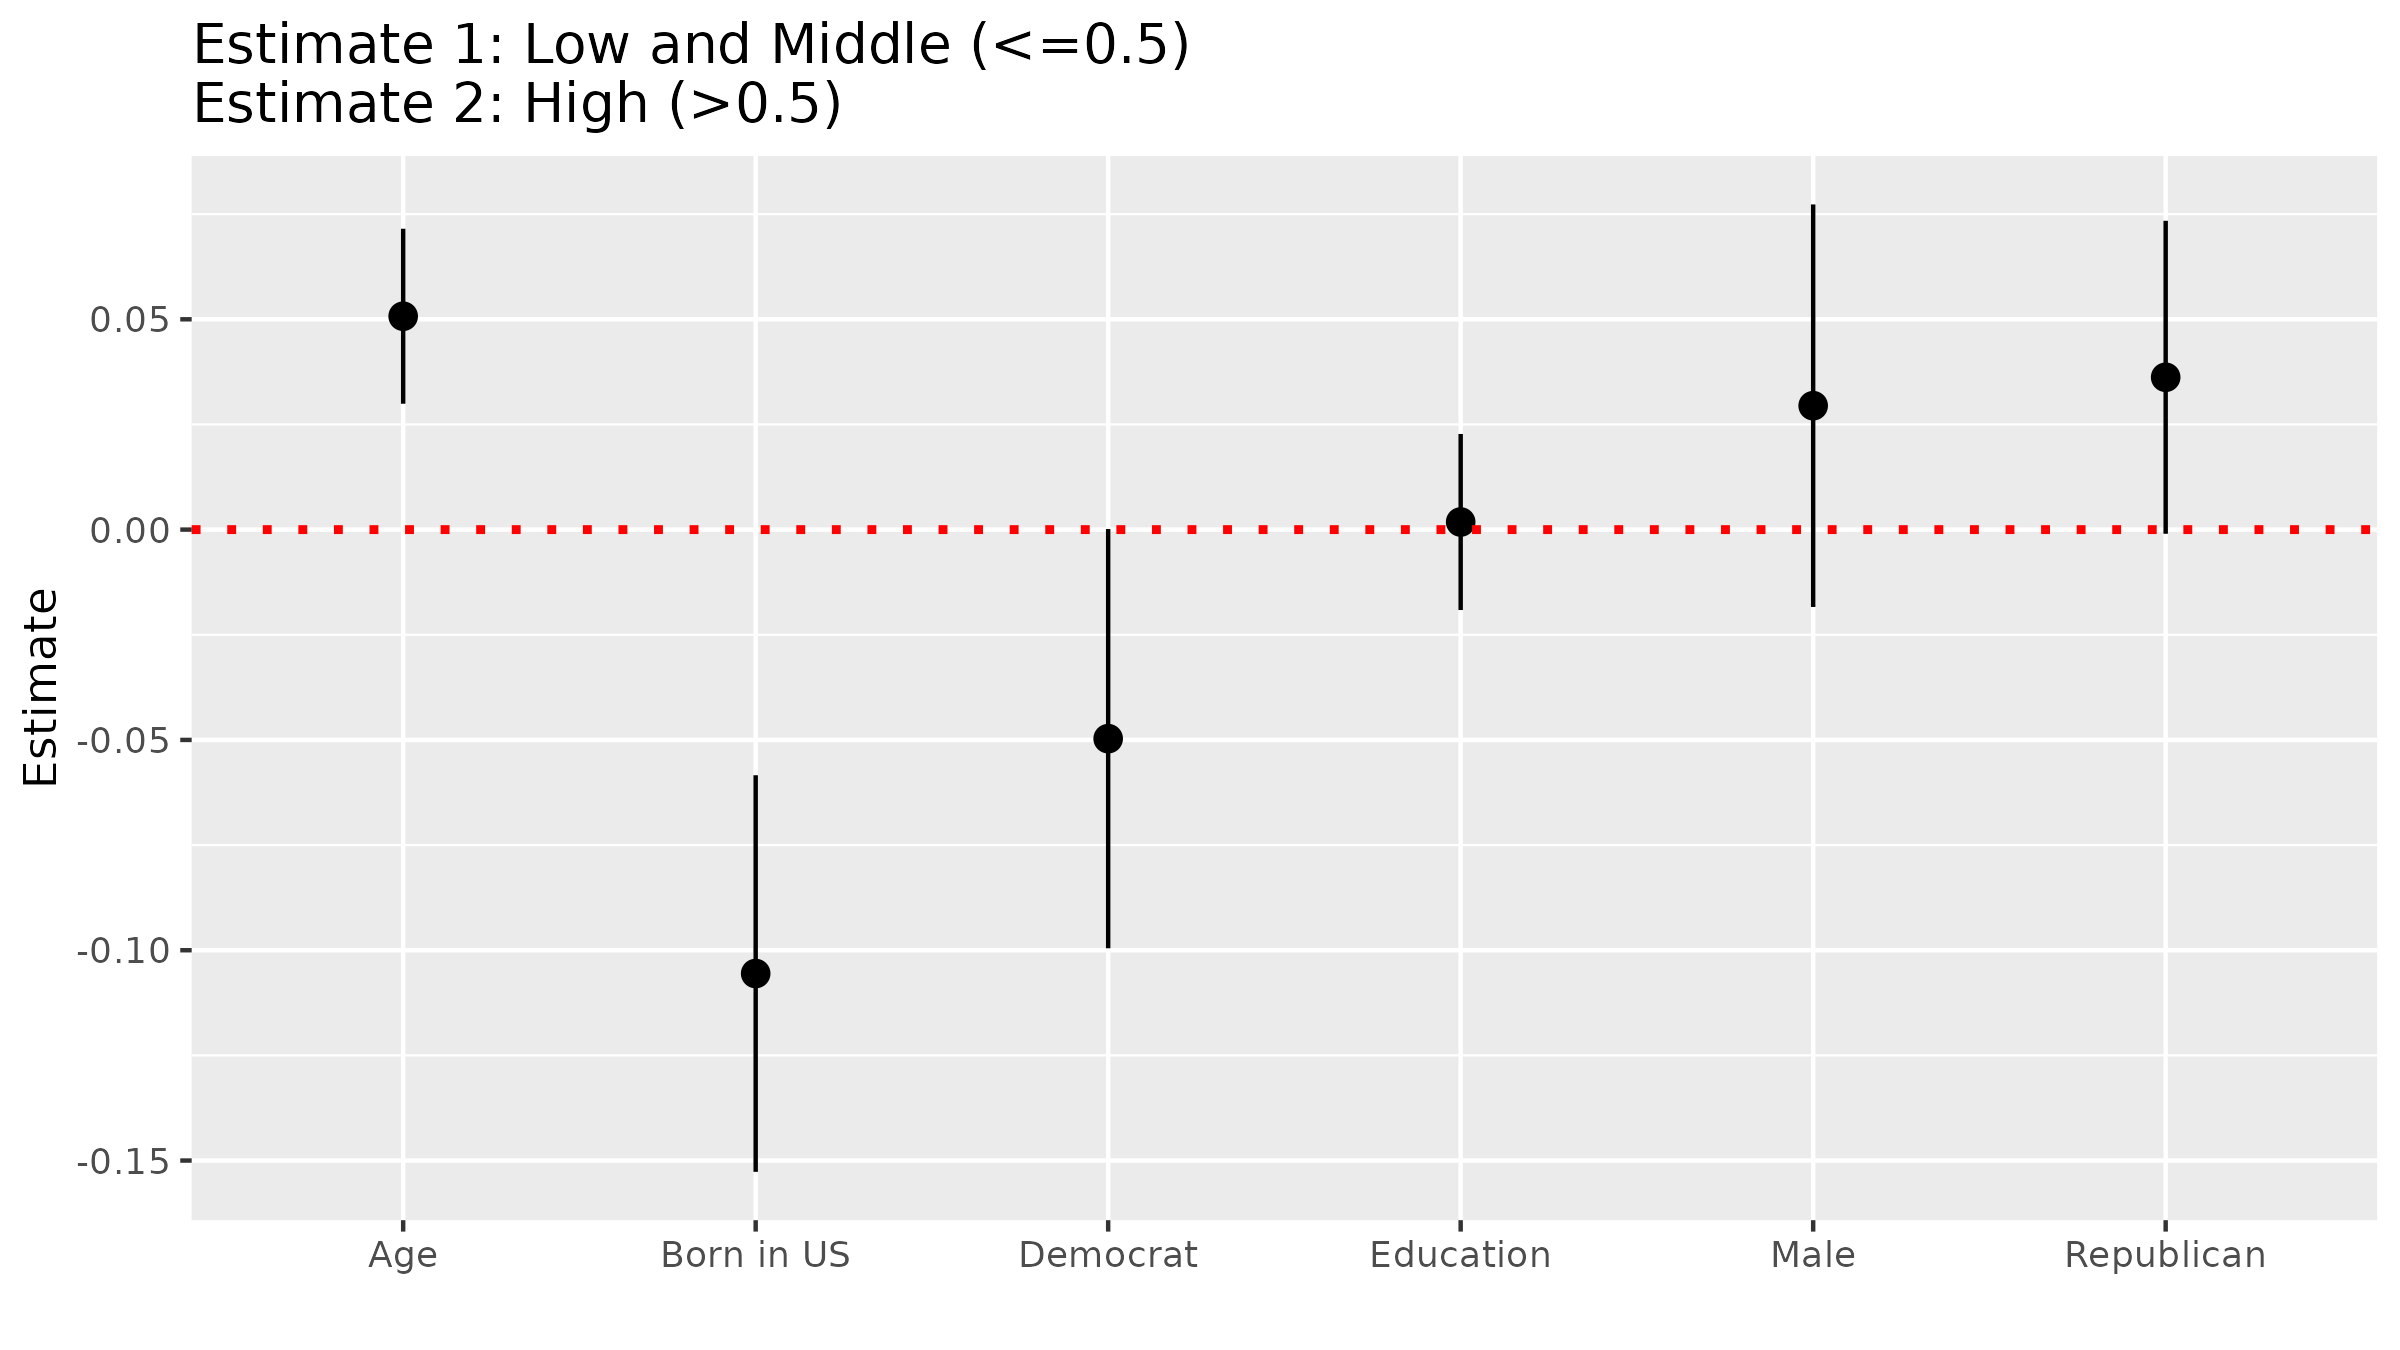 Estimate 1: Low and Middle (<=0.5)
Estimate 2: High (>0.5)
Estimate
0.05
0.00
-0.05
-0.10
-0.15
Age
Born in US
Democrat
Education
Male
Republican